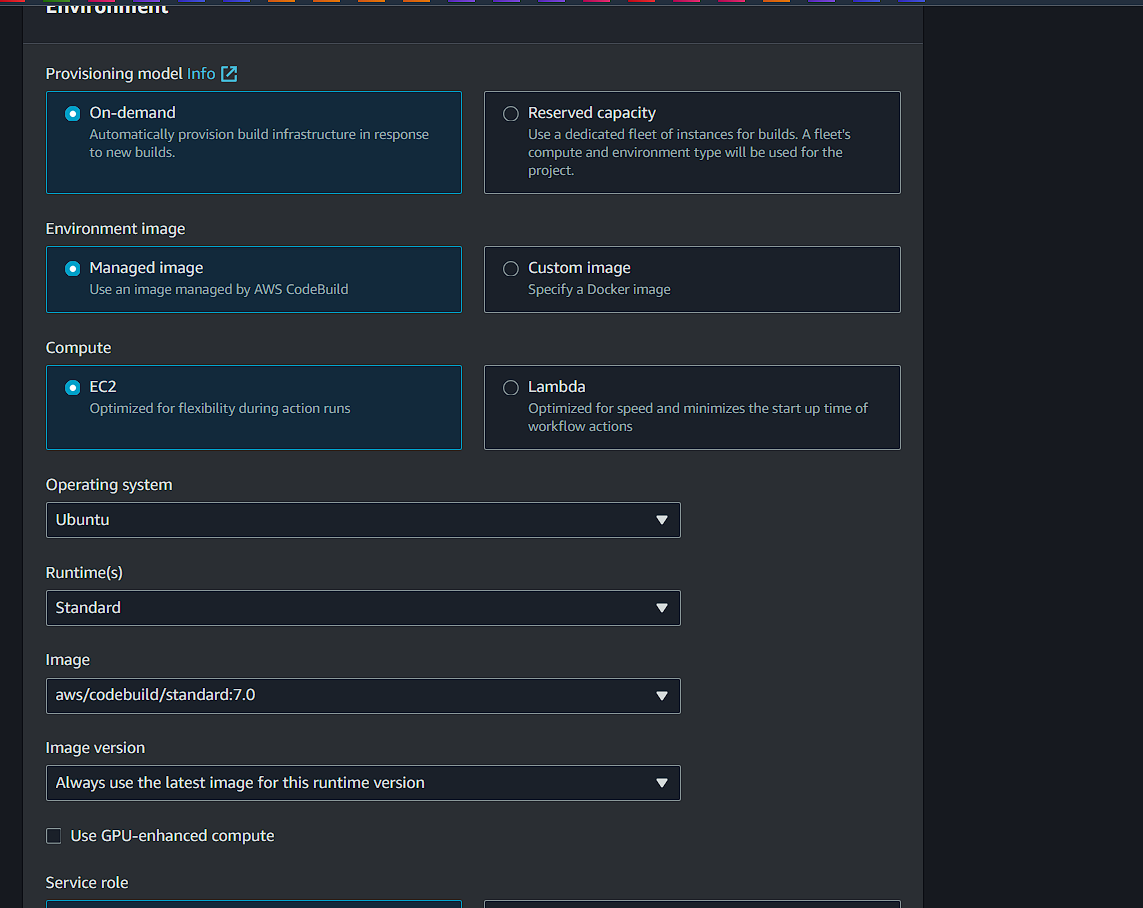 Environment
Provisioning model Info
On-demand
Automatically provision build infrastructure in response
to new builds.
Reserved capacity
Use a dedicated fleet of instances for builds. A fleet's
compute and environment type will be used for the
project.
Environment image
Managed image
Use an image managed by AWS CodeBuild
Custom image
Specify a Docker image
Compute
EC2
Optimized for flexibility during action runs
Lambda
Optimized for speed and minimizes the start up time of
workflow actions
Operating system
Ubuntu
Runtime(s)
Standard
Image
aws/codebuild/standard:7.0
Image version
Always use the latest image for this runtime version
Use GPU-enhanced compute
Service role